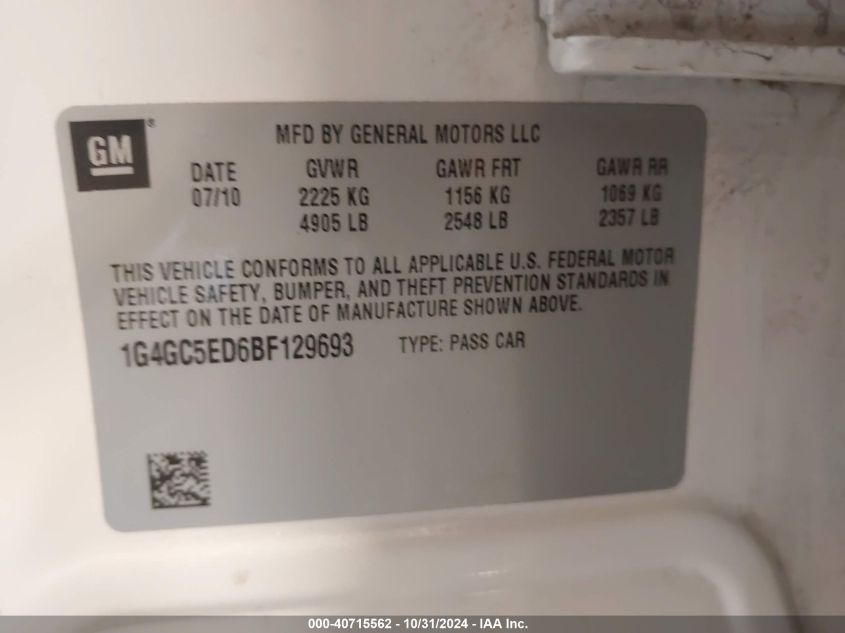 GM®
MFD BY GENERAL MOTORS LLC
DATE GVWR GAWR FRT GAWR RR
07/10 2225 KG 1156 KG 1069 KG
4905 LB 2548 LB 2357 LB
THIS VEHICLE CONFORMS TO ALL APPLICABLE U.S. FEDERAL MOTOR
VEHICLE SAFETY, BUMPER, AND THEFT PREVENTION STANDARDS IN
EFFECT ON THE DATE OF MANUFACTURE SHOWN ABOVE.
1G4GC5ED6BF129693 TYPE: PASS CAR
000-40715562 - 10/31/2024 - IAA Inc.